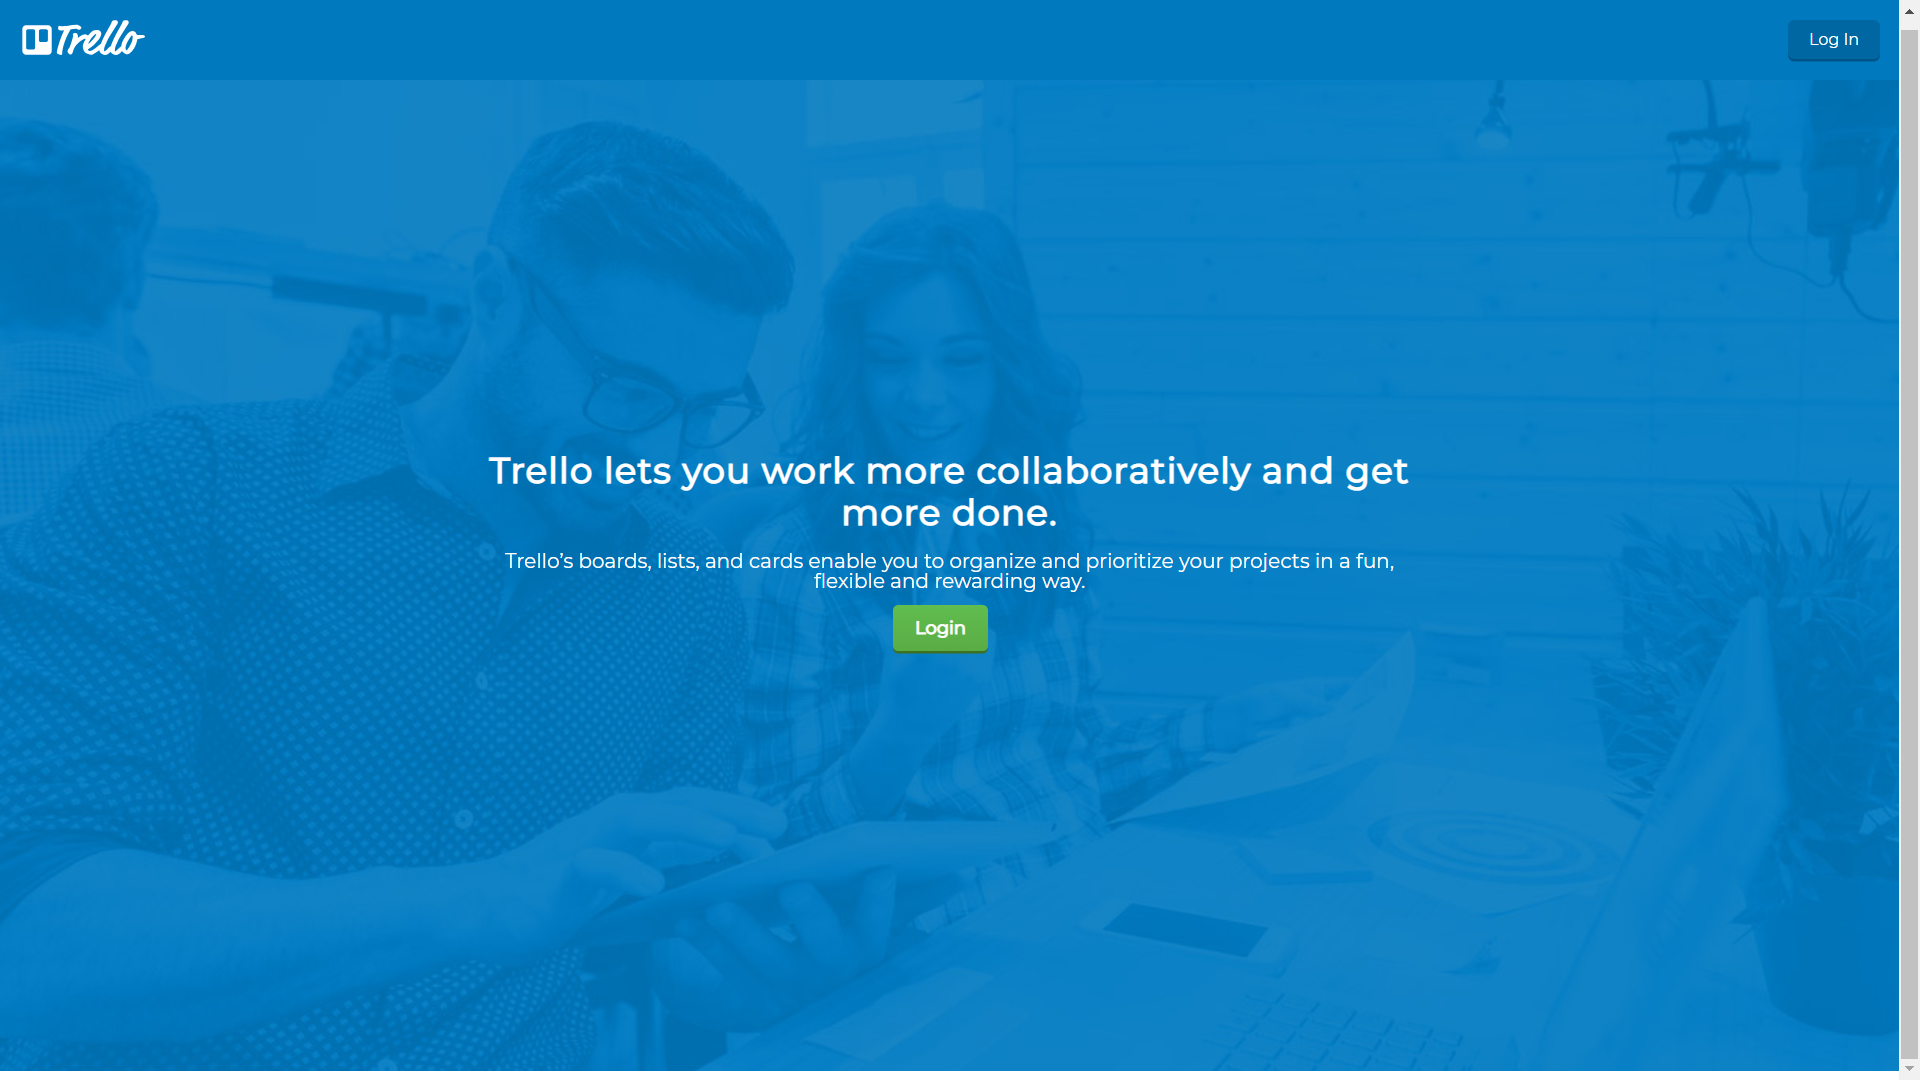 Trello
Log In
Trello lets you work more collaboratively and get
more done.
Trello’s boards, lists, and cards enable you to organize and prioritize your projects in a fun,
flexible and rewarding way.
Login